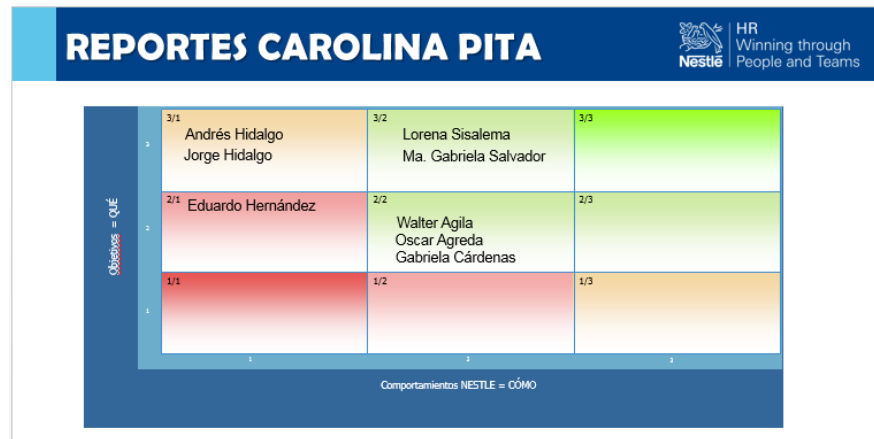 REPORTES CAROLINA PITA
Nestlē
HR
Winning through
People and Teams
Objetivos = QUÉ
3
3/1
Andrés Hidalgo
Jorge Hidalgo
3/2
Lorena Sisalema
Ma. Gabriela Salvador
3/3
2
2/1 Eduardo Hernández
2/2
Walter Agila
Oscar Agreda
Gabriela Cárdenas
2/3
1
1/1
1/2
1/3
1
2
3
Comportamientos NESTLE = CÓMO